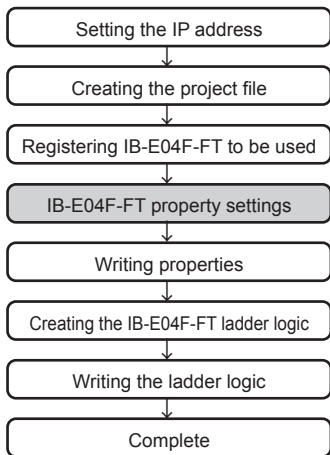 Setting the IP address
Creating the project file
Registering IB-E04F-FT to be used
IB-E04F-FT property settings
Writing properties
Creating the IB-E04F-FT ladder logic
Writing the ladder logic
Complete